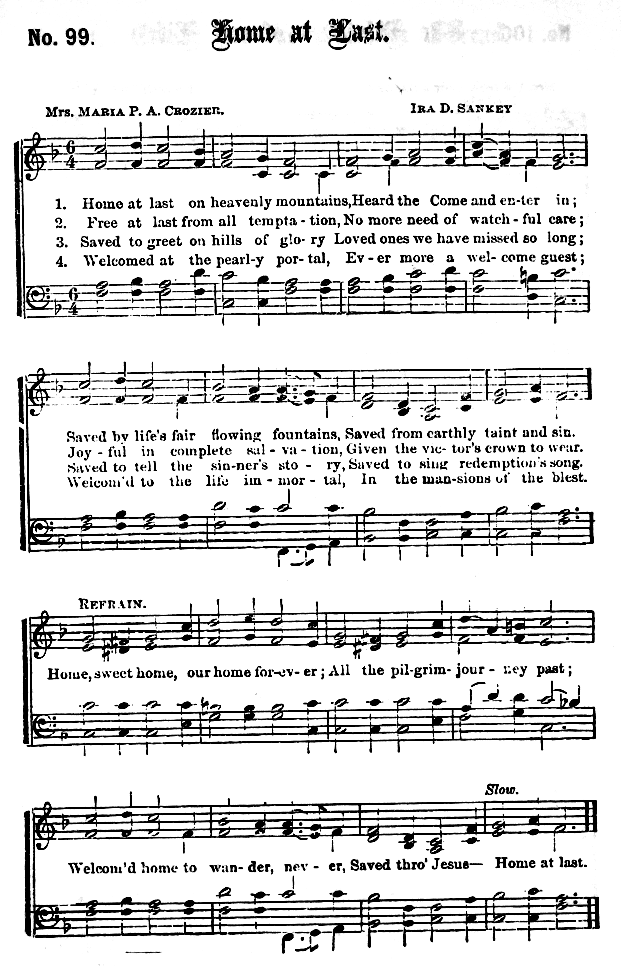 No. 99.
Home at Last.
Mrs. Maria P. A. Crozier.
Ira D. Sankey
1. Home at last on heavenly mountains, Heard the Come and en-ter in;
2. Free at last from all tempta - tion, No more need of watch - ful care;
3. Saved to greet on hills of glo - ry Loved ones we have missed so long;
4. Welcomed at the pearl-y por - tal, Ev - er more a wel - come guest;
Saved by life's fair flowing fountains, Saved from earthly taint and sin.
Joy - ful in complete sal - va - tion, Given the vic - tor's crown to wear.
Saved to tell the sin-ner's sto - ry, Saved to sing redemption's song.
Welcom'd to the life im - mor - tal, In the mansions of the blest.
Refrain.
Home, sweet home, our home for-ev - er; All the pil-grim-jour - ney past;
Slow.
Welcom'd home to wan- der, nev - er, Saved thro' Jesus— Home at last.